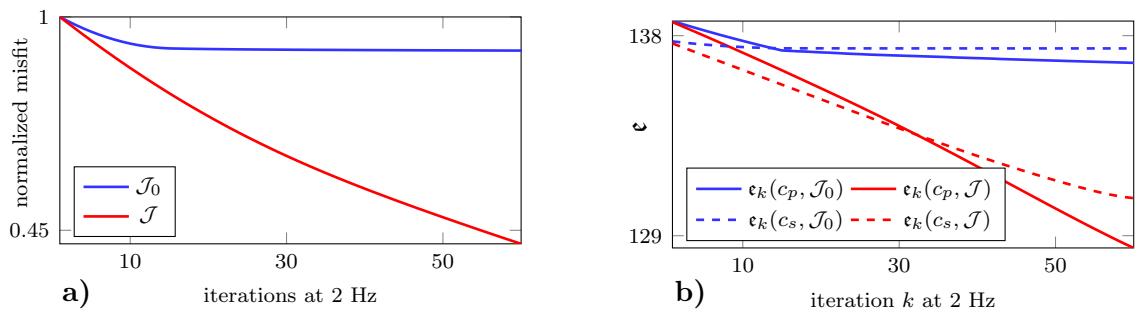 1
0.45
normalized misfit
𝒥₀
𝒥
10 30 50
iterations at 2 Hz
a)
138
129
𝔢
𝔢ₖ(cₚ, 𝒥₀) 𝔢ₖ(cₚ, 𝒥)
𝔢ₖ(cₛ, 𝒥₀) 𝔢ₖ(cₛ, 𝒥)
10 30 50
iteration k at 2 Hz
b)